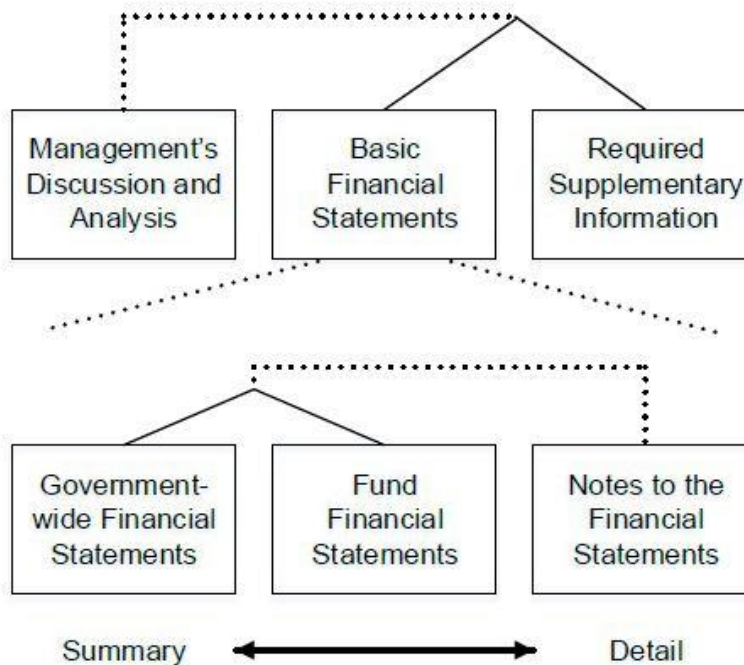 Management's
Discussion and
Analysis
Basic
Financial
Statements
Required
Supplementary
Information
Government-
wide Financial
Statements
Fund
Financial
Statements
Notes to the
Financial
Statements
Summary
Detail